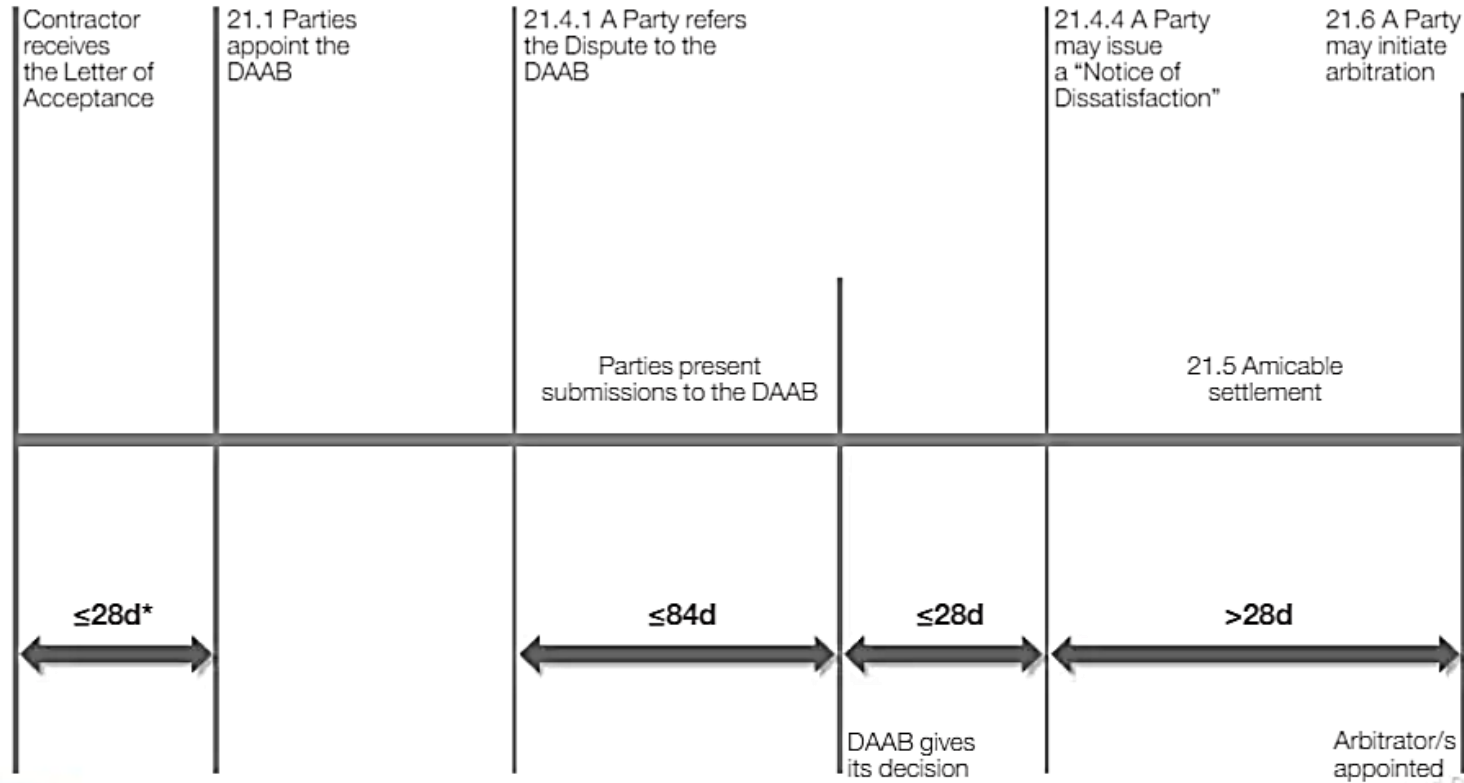 Contractor
receives
the Letter of
Acceptance
21.1 Parties
appoint the
DAAB
21.4.1 A Party refers
the Dispute to the
DAAB
21.4.4 A Party
may issue
a “Notice of
Dissatisfaction”
21.6 A Party
may initiate
arbitration
Parties present
submissions to the DAAB
21.5 Amicable
settlement
≤28d*
≤84d
≤28d
>28d
DAAB gives
its decision
Arbitrator/s
appointed